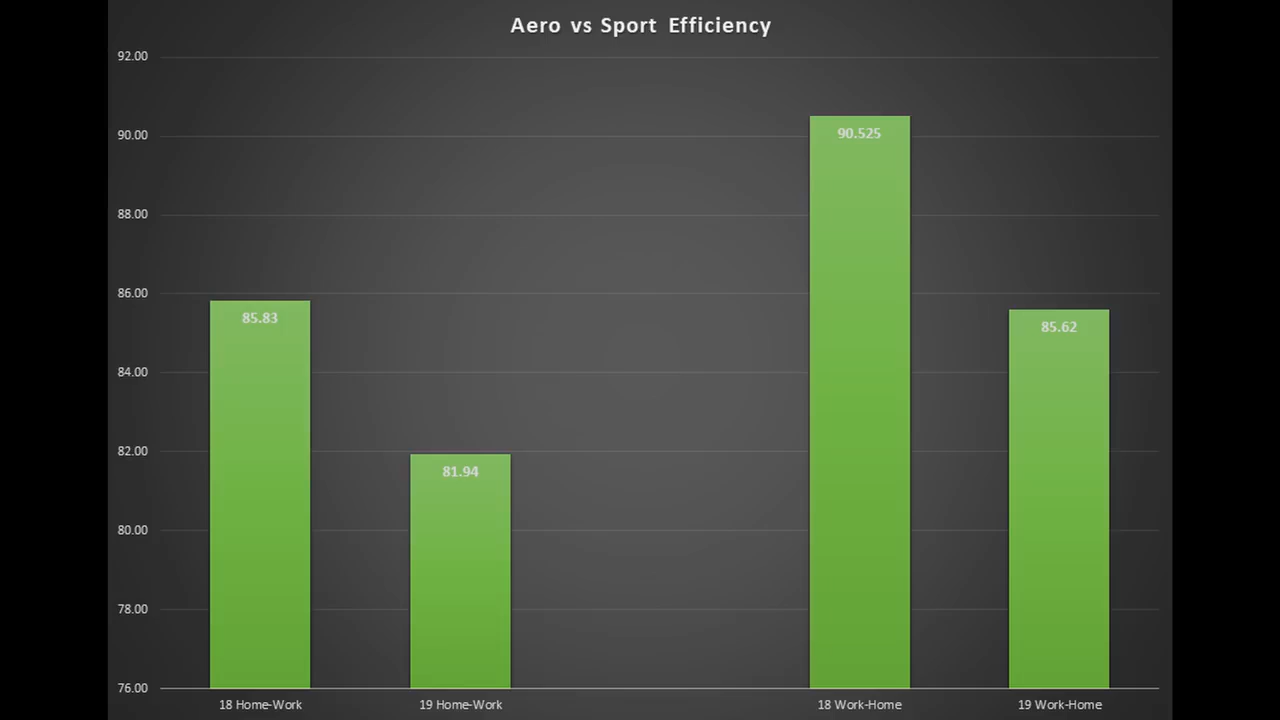 Aero vs Sport Efficiency
92.00
90.00
88.00
86.00
84.00
82.00
80.00
78.00
76.00
85.83
81.94
90.525
85.62
18 Home-Work
19 Home-Work
18 Work-Home
19 Work-Home